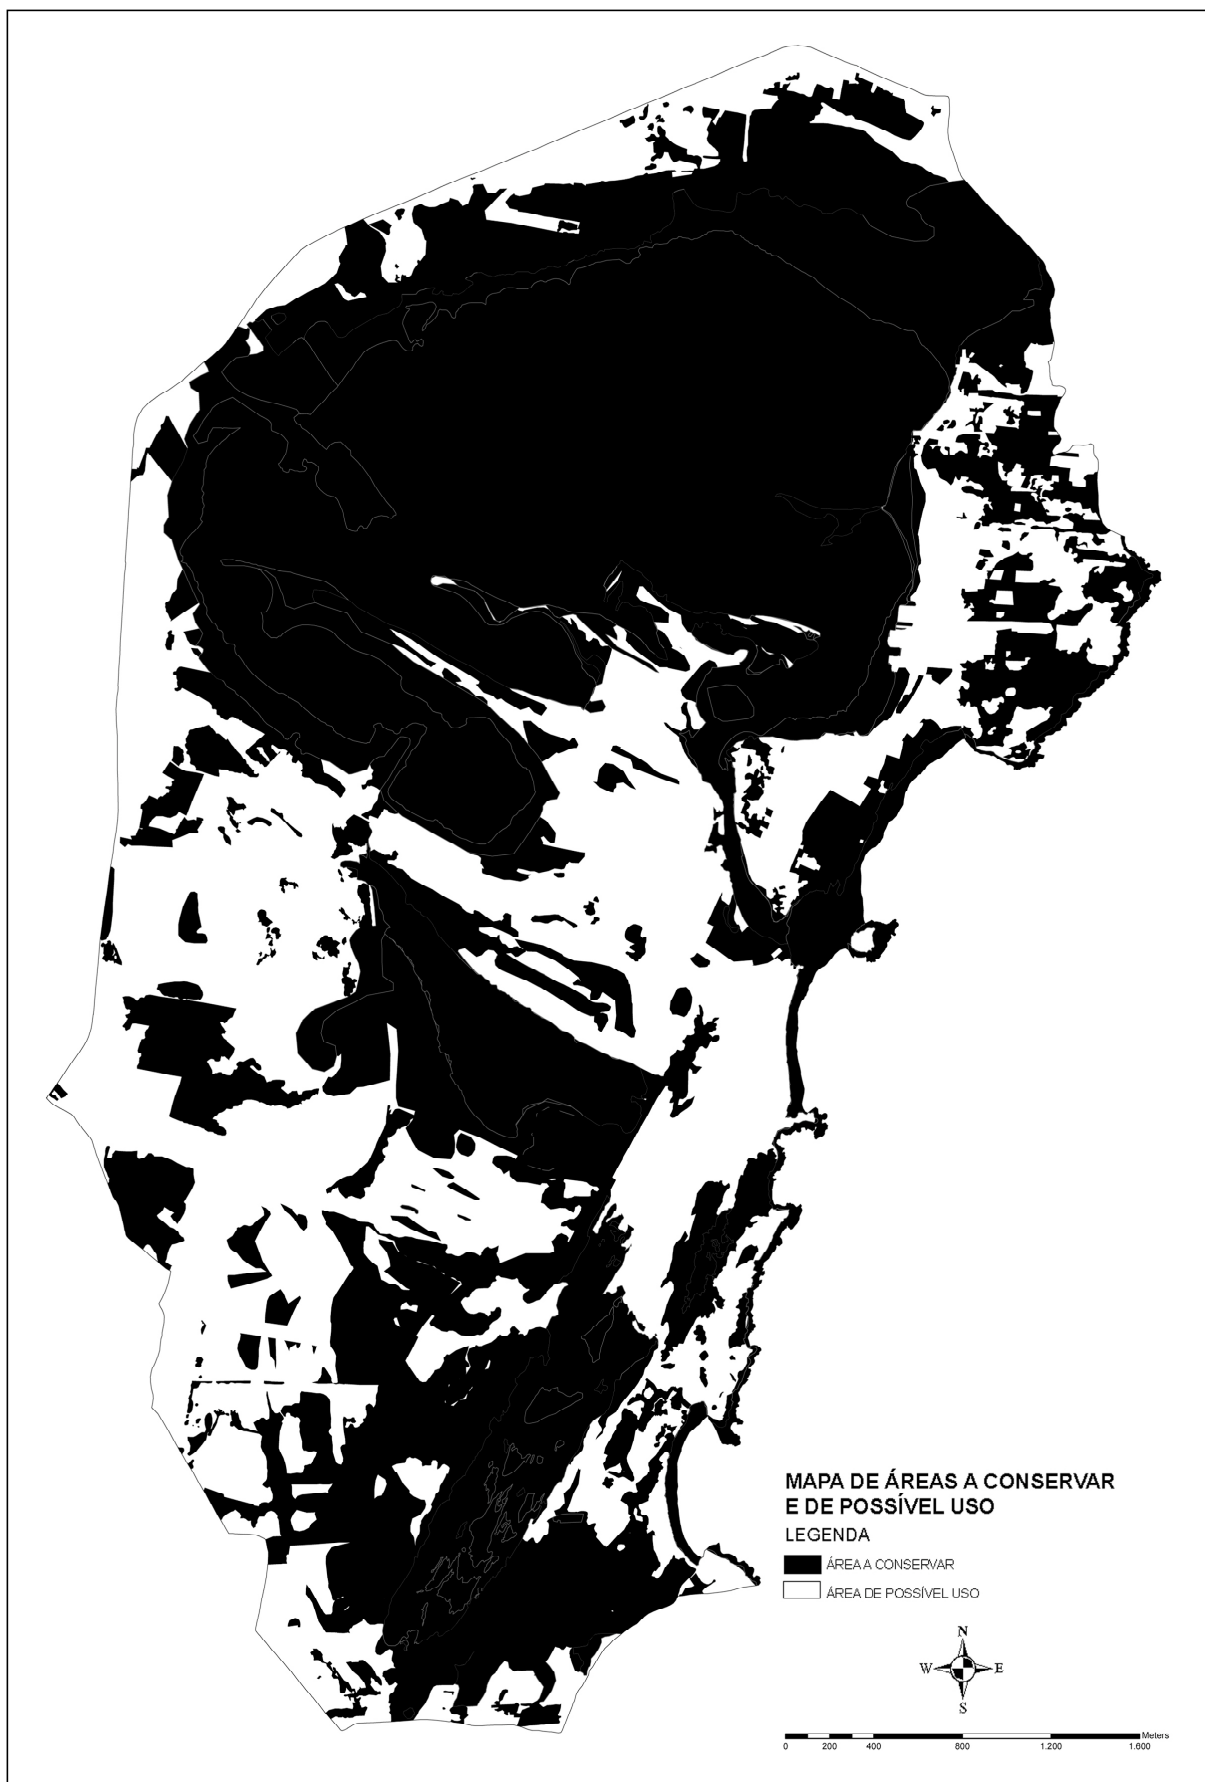 MAPA DE ÁREAS A CONSERVAR
E DE POSSÍVEL USO
LEGENDA
ÁREA A CONSERVAR
ÁREA DE POSSÍVEL USO
N
W E
S
Meters
0 200 400 800 1.200 1.600